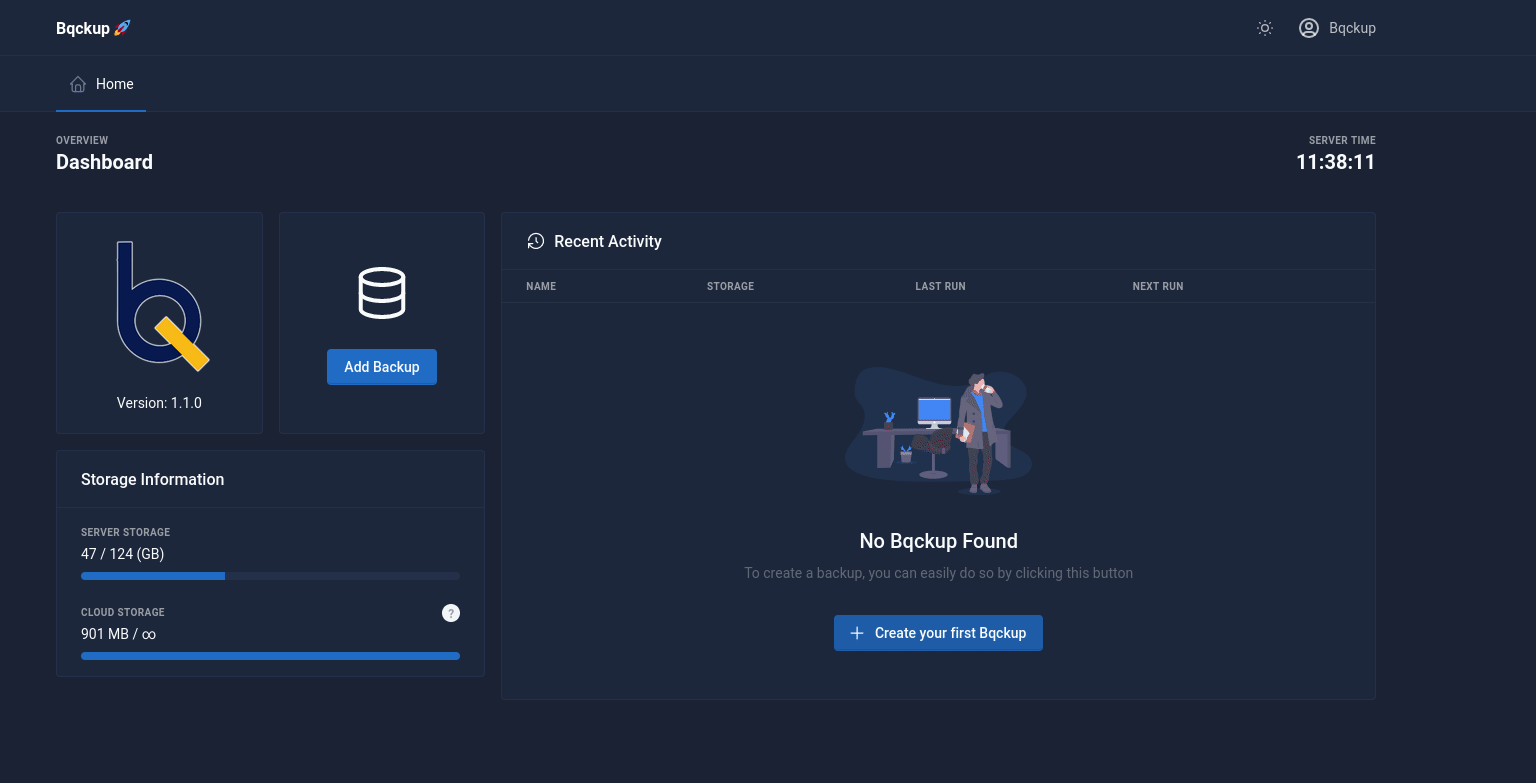 Bqckup 🚀
Bqckup
Home
OVERVIEW
Dashboard
SERVER TIME
11:38:11
Version: 1.1.0
Add Backup
Storage Information
SERVER STORAGE
47 / 124 (GB)
CLOUD STORAGE
?
901 MB / ∞
Recent Activity
NAME STORAGE LAST RUN NEXT RUN
No Bqckup Found
To create a backup, you can easily do so by clicking this button
Create your first Bqckup